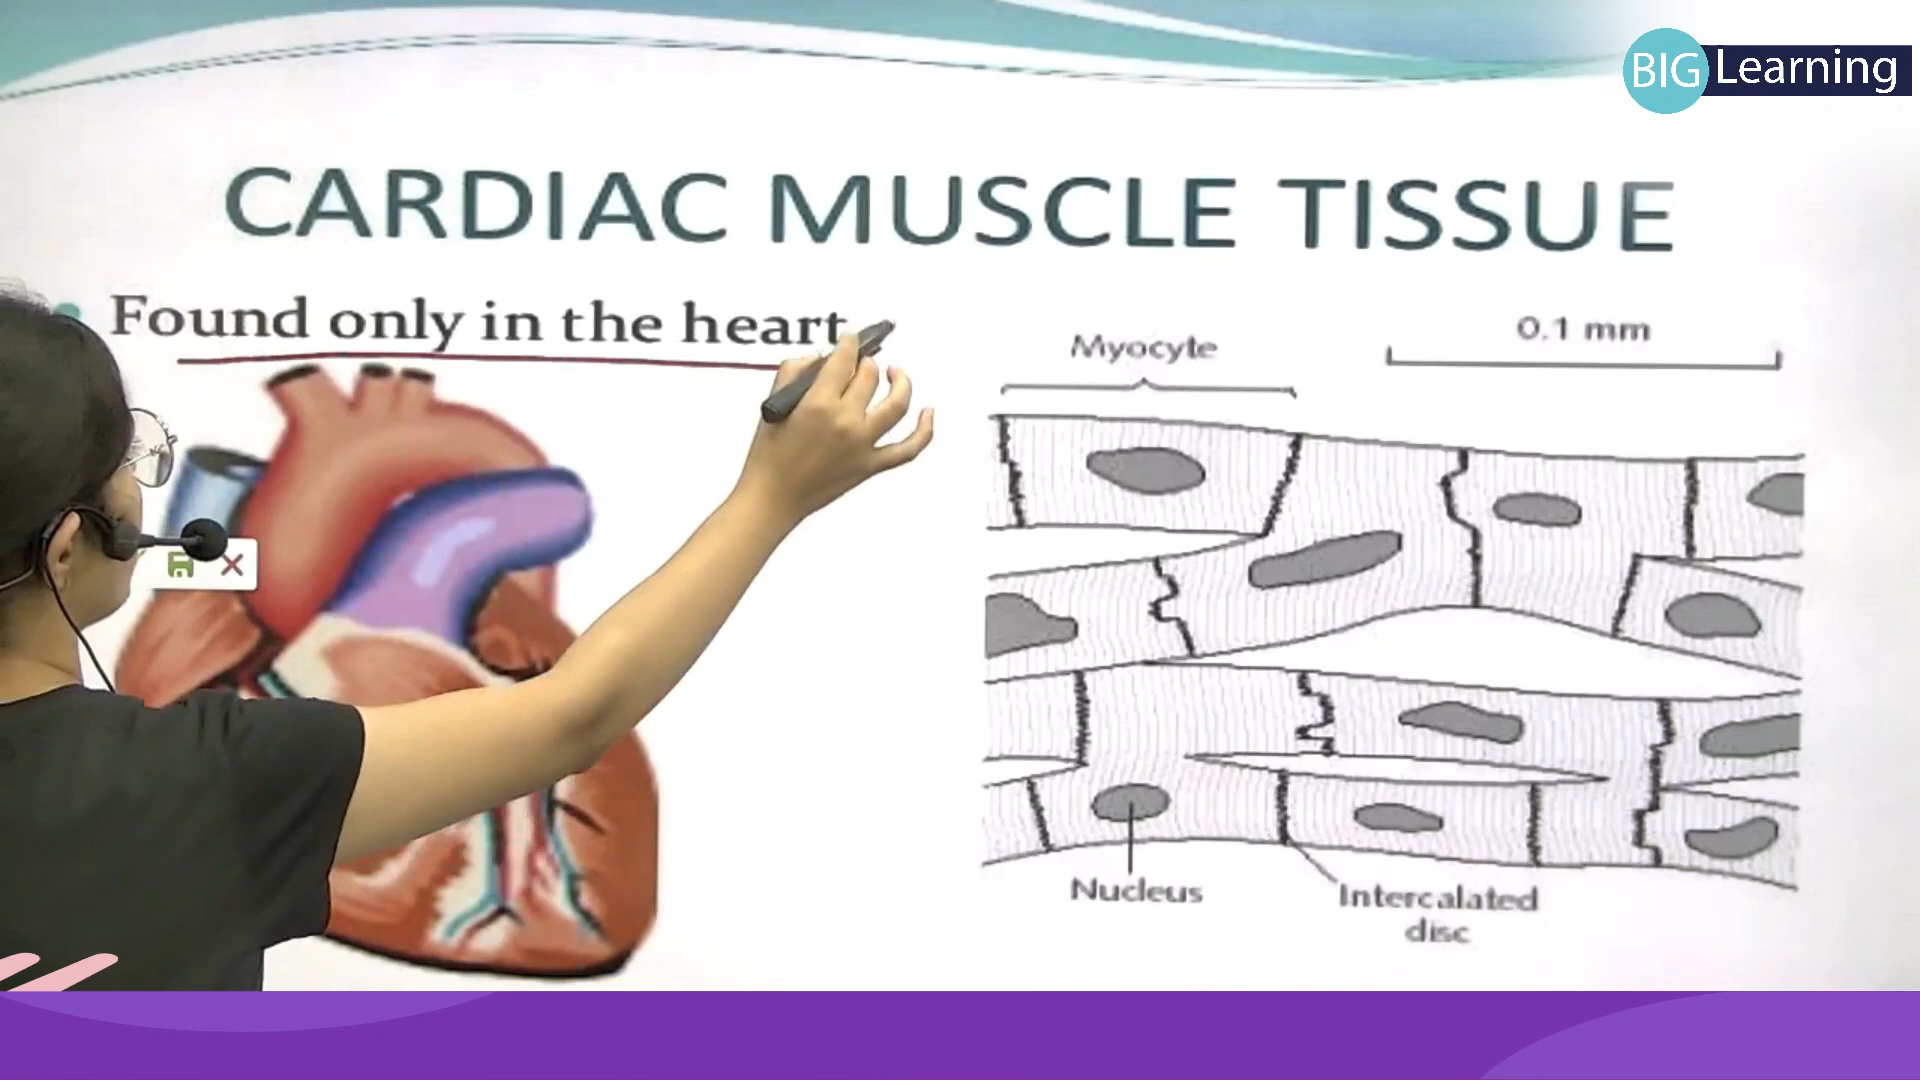 BIG Learning
CARDIAC MUSCLE TISSUE
Found only in the heart
Myocyte
0.1 mm
Nucleus
Intercalated
disc